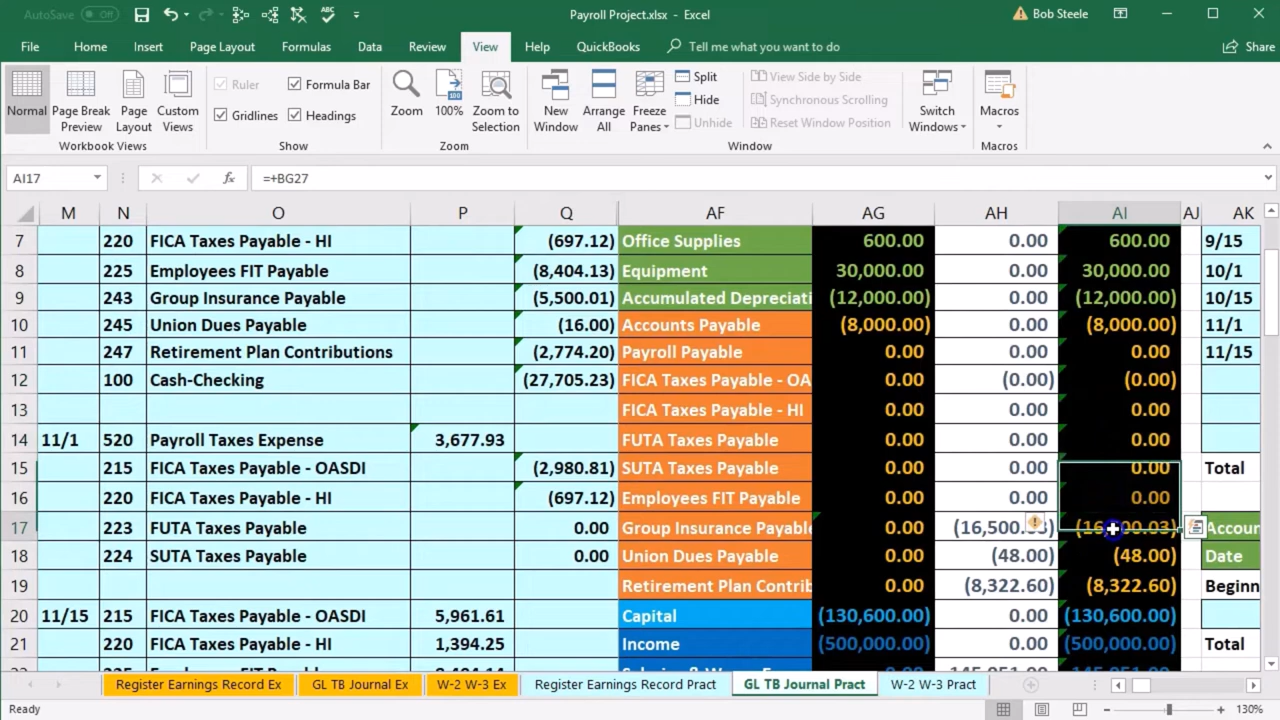 AutoSave Off Payroll Project.xlsx - Excel Bob Steele
File Home Insert Page Layout Formulas Data Review View Help QuickBooks Tell me what you want to do Share
Normal Page Break Preview Page Layout Custom Views
Workbook Views
Ruler Formula Bar
Gridlines Headings
Show
Zoom 100% Zoom to Selection
Zoom
New Window Arrange All Freeze Panes
Split
Hide
Unhide
View Side by Side
Synchronous Scrolling
Reset Window Position
Switch Windows
Window
Macros
Macros
AI17 fx =+BG27
M N O P Q AF AG AH AI AJ AK
7 220 FICA Taxes Payable - HI (697.12) Office Supplies 600.00 0.00 600.00 9/15
8 225 Employees FIT Payable (8,404.13) Equipment 30,000.00 0.00 30,000.00 10/1
9 243 Group Insurance Payable (5,500.01) Accumulated Depreciati (12,000.00) 0.00 (12,000.00) 10/15
10 245 Union Dues Payable (16.00) Accounts Payable (8,000.00) 0.00 (8,000.00) 11/1
11 247 Retirement Plan Contributions (2,774.20) Payroll Payable 0.00 0.00 0.00 11/15
12 100 Cash-Checking (27,705.23) FICA Taxes Payable - OA 0.00 (0.00) (0.00)
13 FICA Taxes Payable - HI 0.00 0.00 0.00
14 11/1 520 Payroll Taxes Expense 3,677.93 FUTA Taxes Payable 0.00 0.00 0.00
15 215 FICA Taxes Payable - OASDI (2,980.81) SUTA Taxes Payable 0.00 0.00 0.00 Total
16 220 FICA Taxes Payable - HI (697.12) Employees FIT Payable 0.00 0.00 0.00
17 223 FUTA Taxes Payable 0.00 Group Insurance Payable 0.00 Accoun
18 224 SUTA Taxes Payable 0.00 Union Dues Payable 0.00 (48.00) (48.00) Date
19 Retirement Plan Contrib 0.00 (8,322.60) (8,322.60) Beginn
20 11/15 215 FICA Taxes Payable - OASDI 5,961.61 Capital (130,600.00) 0.00 (130,600.00)
21 220 FICA Taxes Payable - HI 1,394.25 Income (500,000.00) 0.00 (500,000.00) Total
Register Earnings Record Ex GL TB Journal Ex W-2 W-3 Ex Register Earnings Record Pract GL TB Journal Pract W-2 W-3 Pract
Ready 130%